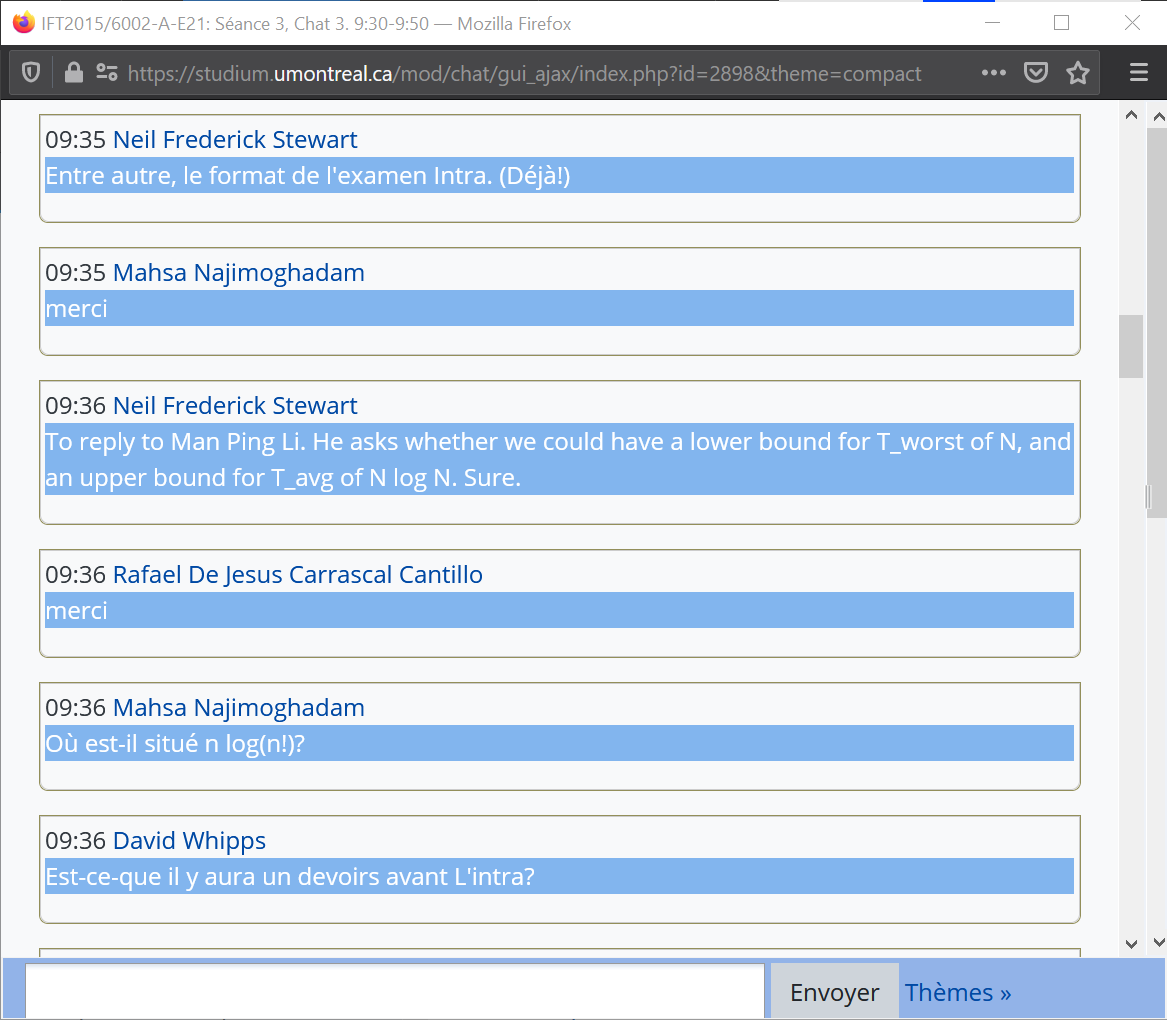 IFT2015/6002-A-E21: Séance 3, Chat 3. 9:30-9:50 — Mozilla Firefox
https://studium.umontreal.ca/mod/chat/gui_ajax/index.php?id=2898&theme=compact
09:35 Neil Frederick Stewart
Entre autre, le format de l'examen Intra. (Déjà!)
09:35 Mahsa Najimoghadam
merci
09:36 Neil Frederick Stewart
To reply to Man Ping Li. He asks whether we could have a lower bound for T_worst of N, and
an upper bound for T_avg of N log N. Sure.
09:36 Rafael De Jesus Carrascal Cantillo
merci
09:36 Mahsa Najimoghadam
Où est-il situé n log(n!)?
09:36 David Whipps
Est-ce-que il y aura un devoirs avant L'intra?
Envoyer Thèmes »